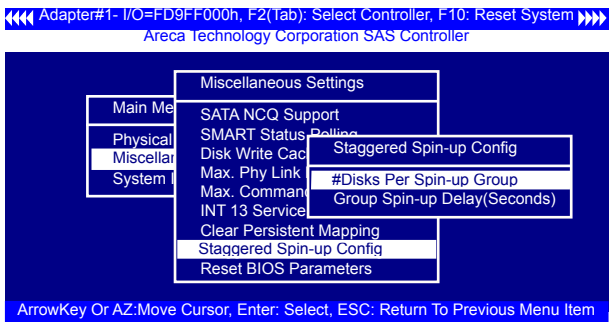 Adapter#1- I/O=FD9FF000h, F2(Tab): Select Controller, F10: Reset System
Areca Technology Corporation SAS Controller
Main Me
Physical
Miscellan
System I
Miscellaneous Settings
SATA NCQ Support
SMART Status Polling
Disk Write Cac
Max. Phy Link
Max. Command
INT 13 Service
Clear Persistent Mapping
Staggered Spin-up Config
Reset BIOS Parameters
Staggered Spin-up Config
#Disks Per Spin-up Group
Group Spin-up Delay(Seconds)
ArrowKey Or AZ:Move Cursor, Enter: Select, ESC: Return To Previous Menu Item